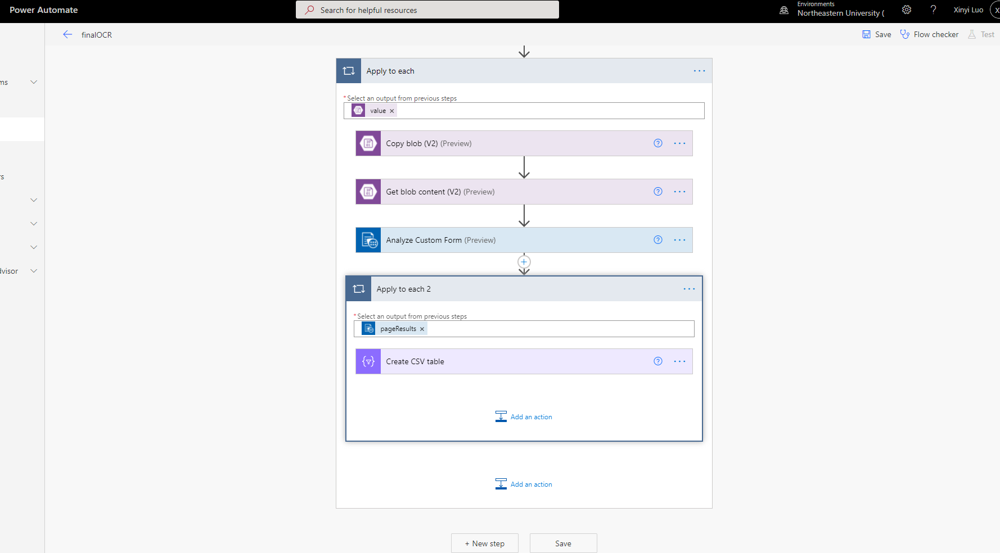 Power Automate
Search for helpful resources
Environments
Northeastern University (
?
Xinyi Luo
X
finalOCR
Save
Flow checker
Test
ms
rs
dvisor
Apply to each
...
* Select an output from previous steps
value ×
Copy blob (V2) (Preview)
? ...
Get blob content (V2) (Preview)
? ...
Analyze Custom Form (Preview)
? ...
+
Apply to each 2
...
* Select an output from previous steps
pageResults ×
Create CSV table
? ...
Add an action
Add an action
+ New step
Save